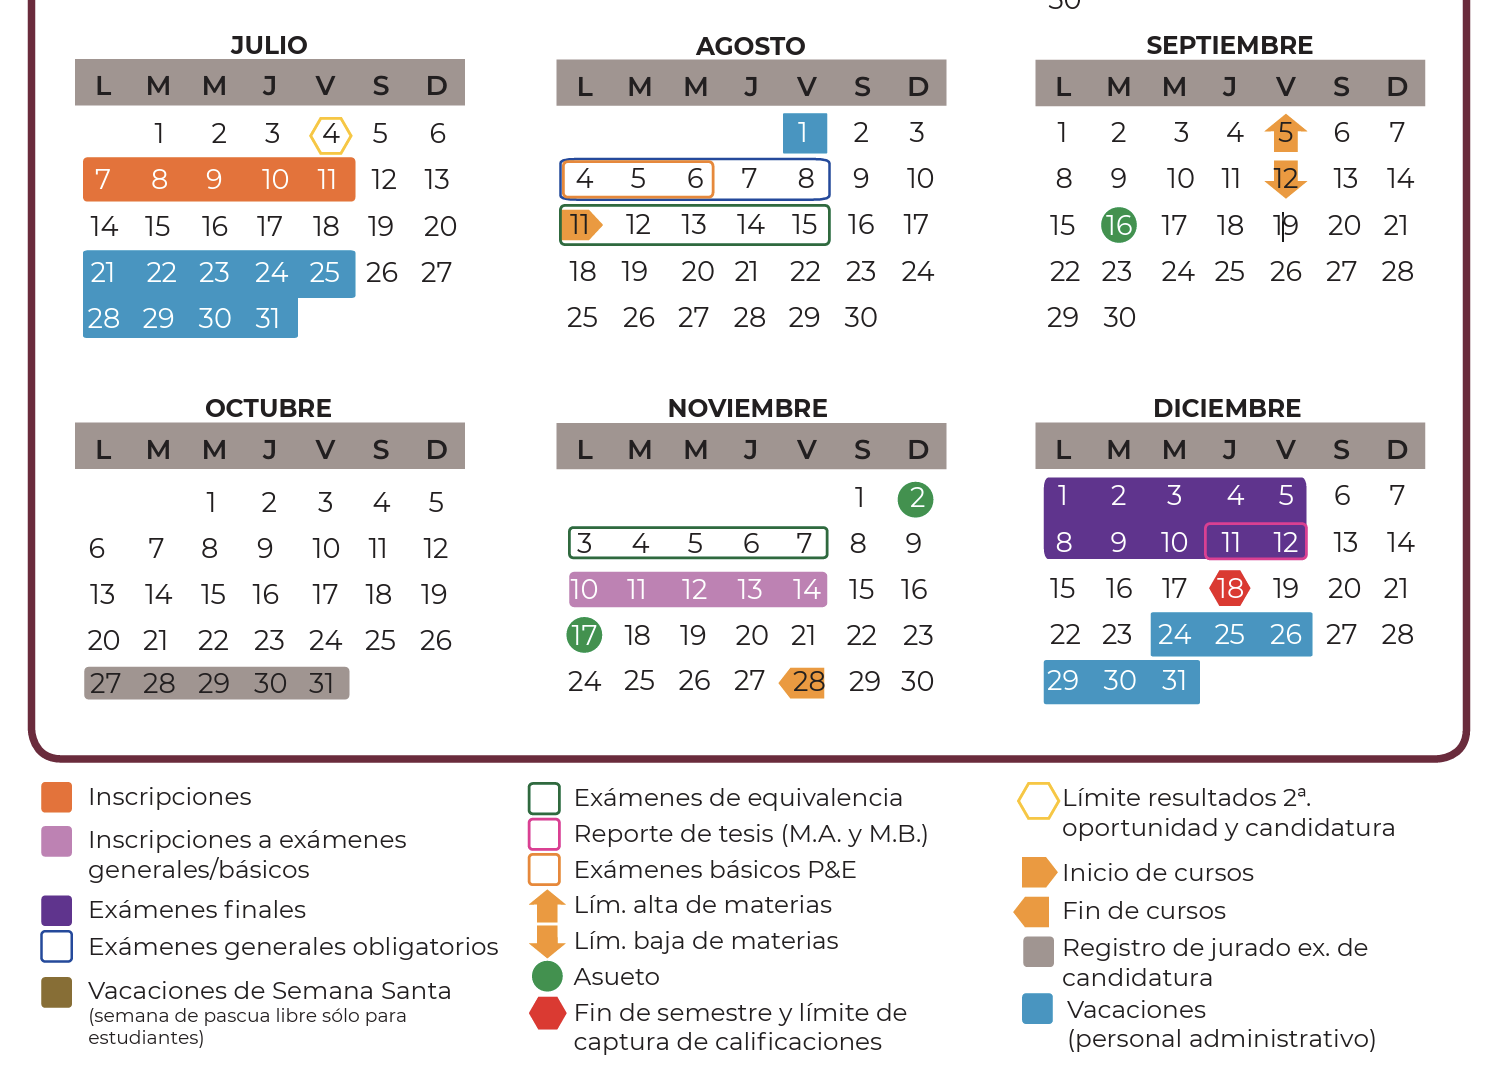 30
JULIO
L M M J V S D
1 2 3 4 5 6
7 8 9 10 11 12 13
14 15 16 17 18 19 20
21 22 23 24 25 26 27
28 29 30 31
AGOSTO
L M M J V S D
1 2 3
4 5 6 7 8 9 10
11 12 13 14 15 16 17
18 19 20 21 22 23 24
25 26 27 28 29 30
SEPTIEMBRE
L M M J V S D
1 2 3 4 5 6 7
8 9 10 11 12 13 14
15 16 17 18 19 20 21
22 23 24 25 26 27 28
29 30
OCTUBRE
L M M J V S D
1 2 3 4 5
6 7 8 9 10 11 12
13 14 15 16 17 18 19
20 21 22 23 24 25 26
27 28 29 30 31
NOVIEMBRE
L M M J V S D
1 2
3 4 5 6 7 8 9
10 11 12 13 14 15 16
17 18 19 20 21 22 23
24 25 26 27 28 29 30
DICIEMBRE
L M M J V S D
1 2 3 4 5 6 7
8 9 10 11 12 13 14
15 16 17 18 19 20 21
22 23 24 25 26 27 28
29 30 31
Inscripciones
Inscripciones a exámenes
generales/básicos
Exámenes finales
Exámenes generales obligatorios
Vacaciones de Semana Santa
(semana de pascua libre sólo para
estudiantes)
Exámenes de equivalencia
Reporte de tesis (M.A. y M.B.)
Exámenes básicos P&E
Lím. alta de materias
Lím. baja de materias
Asueto
Fin de semestre y límite de
captura de calificaciones
Límite resultados 2ª.
oportunidad y candidatura
Inicio de cursos
Fin de cursos
Registro de jurado ex. de
candidatura
Vacaciones
(personal administrativo)